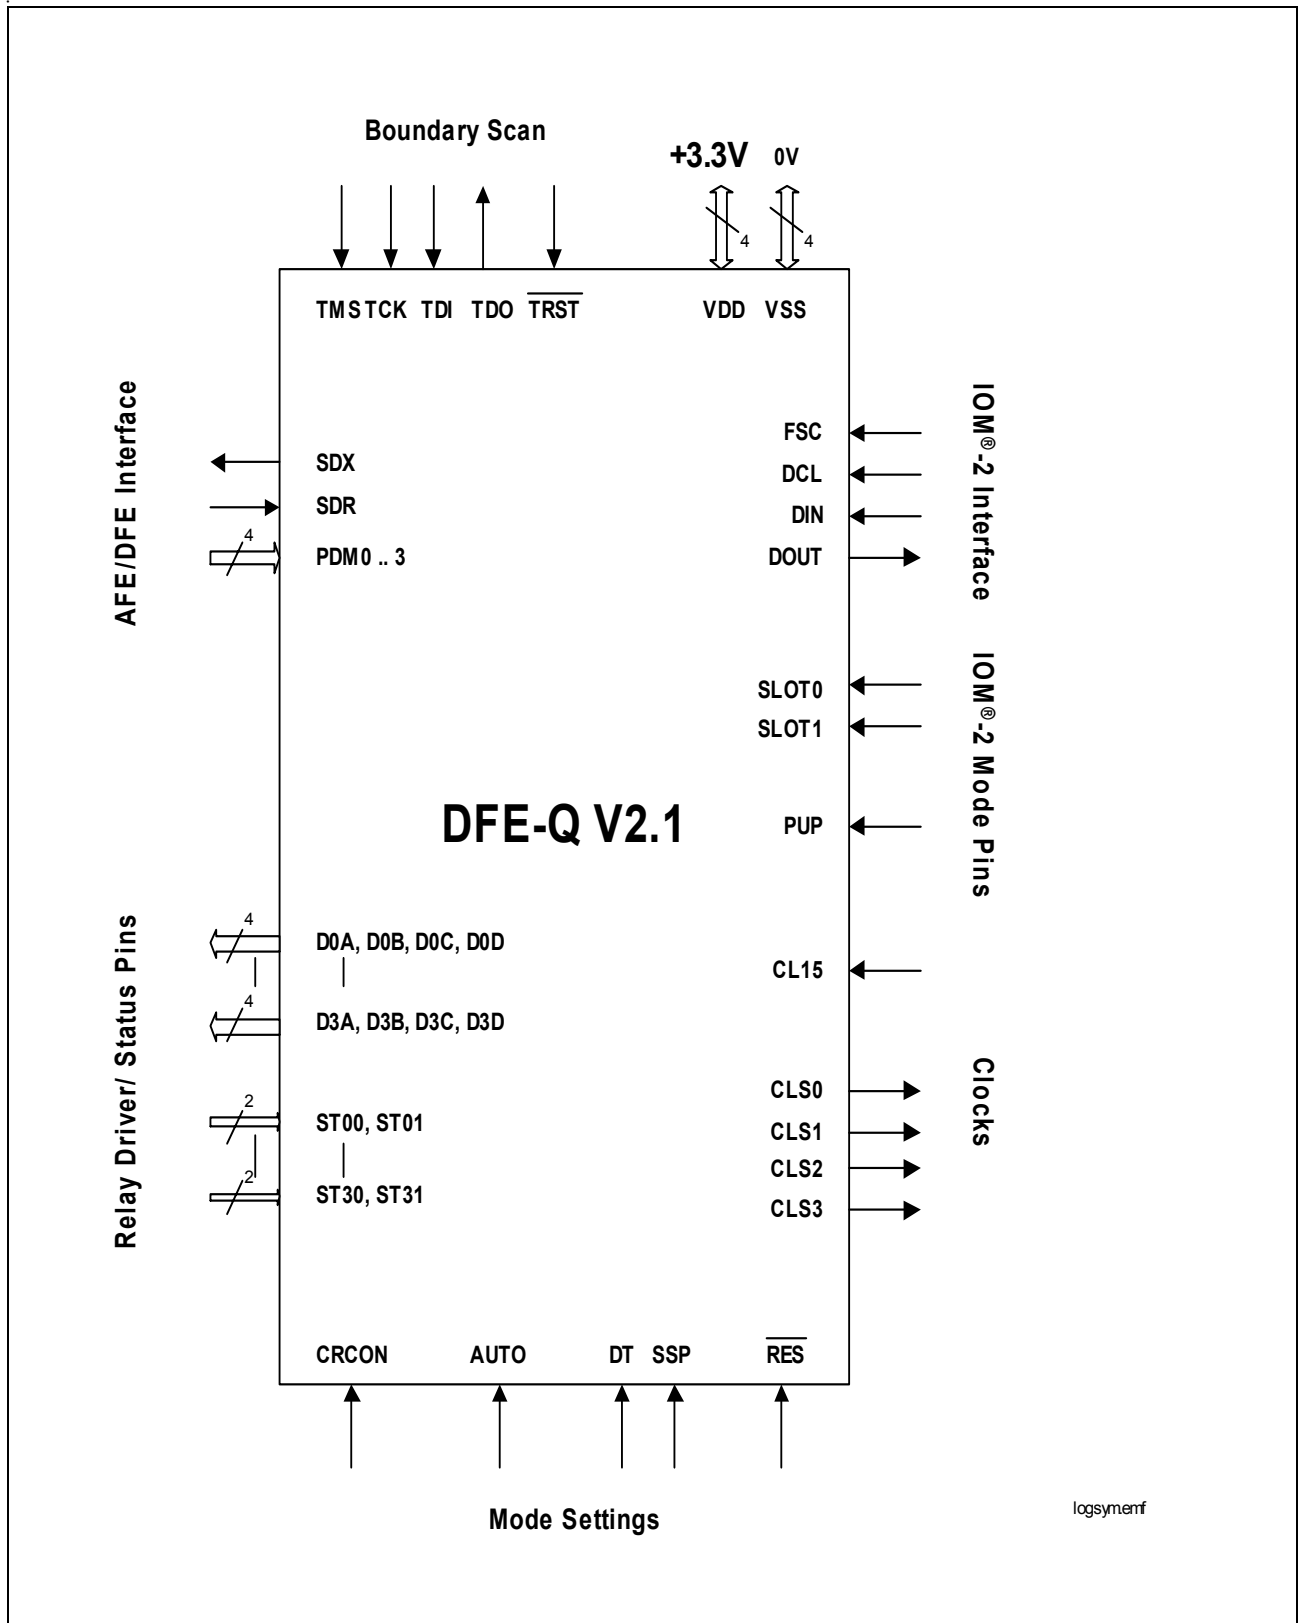 Boundary Scan
+3.3V 0V
4 4
TMS TCK TDI TDO TRST VDD VSS
AFE/DFE Interface
SDX
SDR
4
PDM0 .. 3
FSC
DCL
DIN
DOUT
IOM®-2 Interface
SLOT0
SLOT1
PUP
IOM®-2 Mode Pins
DFE-Q V2.1
Relay Driver/ Status Pins
4
D0A, D0B, D0C, D0D
4
D3A, D3B, D3C, D3D
2
ST00, ST01
2
ST30, ST31
CL15
CLS0
CLS1
CLS2
CLS3
Clocks
CRCON AUTO DT SSP RES
Mode Settings
logsym.emf